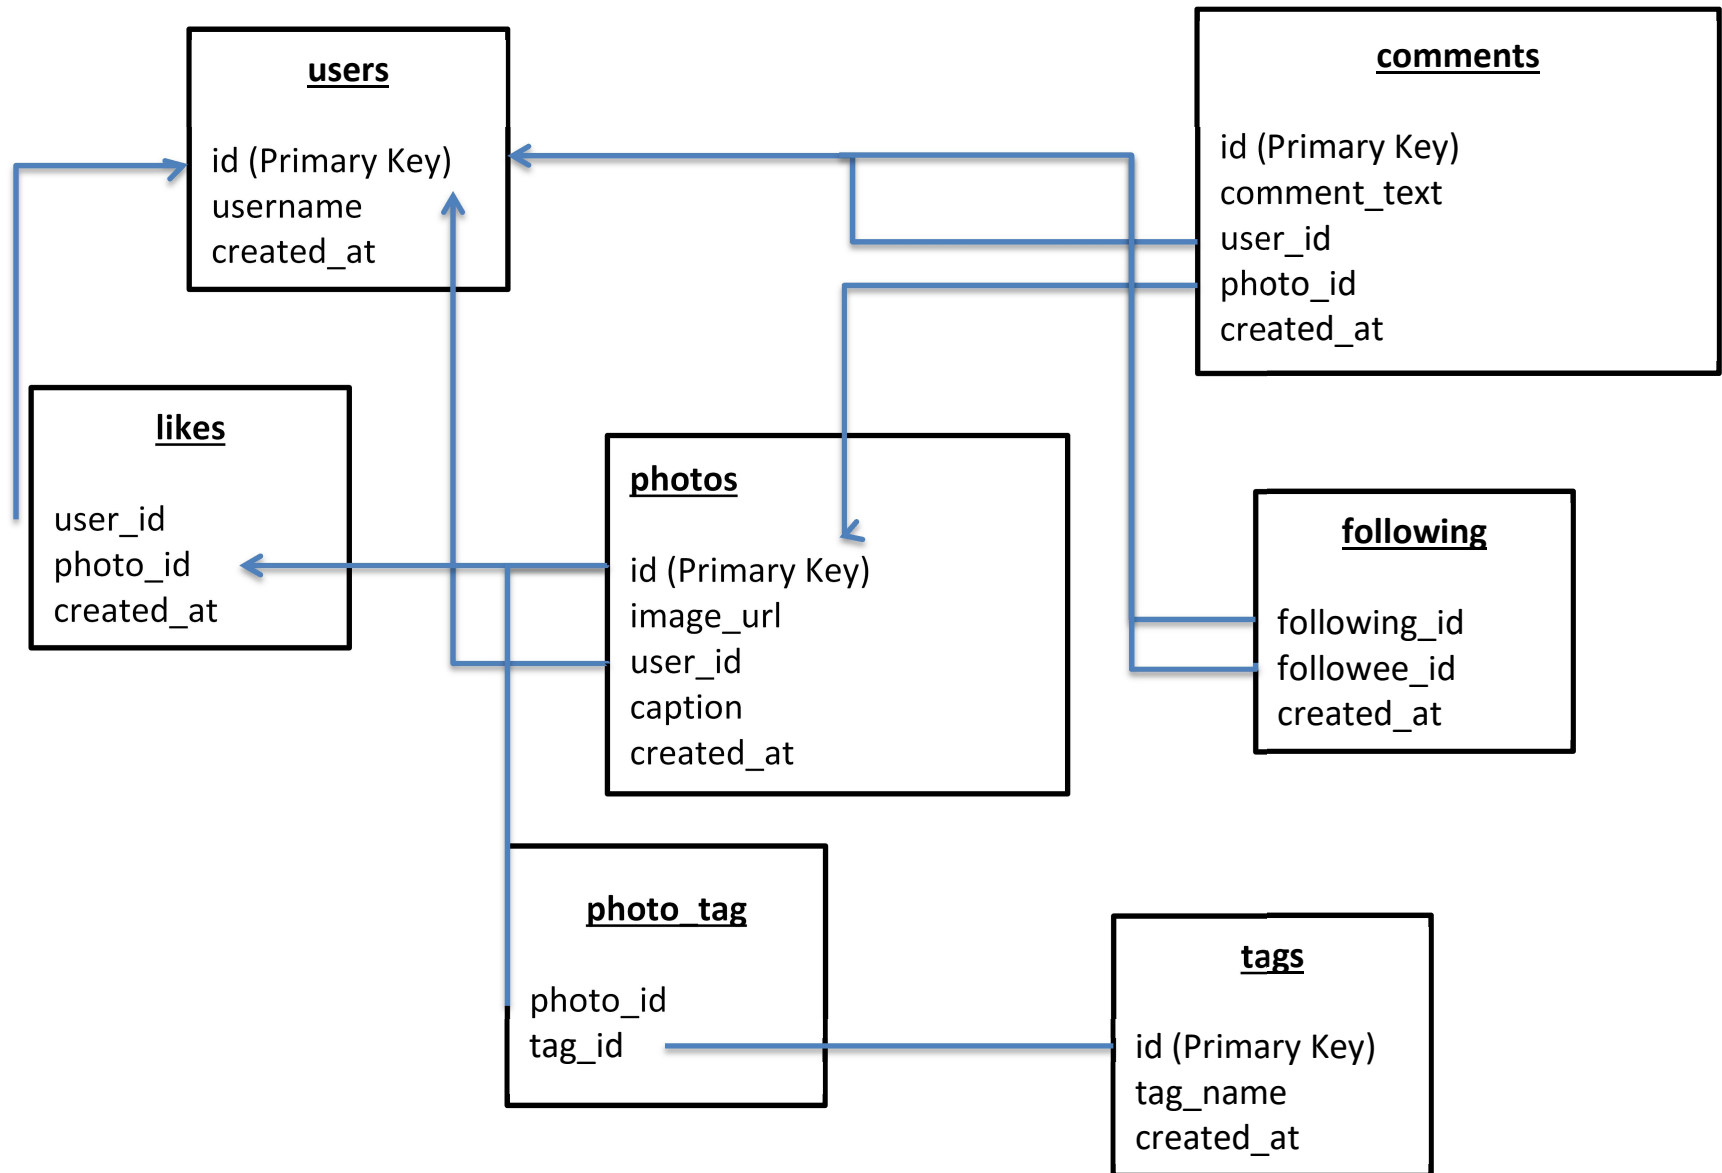 users
id (Primary Key)
username
created_at
comments
id (Primary Key)
comment_text
user_id
photo_id
created_at
likes
user_id
photo_id
created_at
photos
id (Primary Key)
image_url
user_id
caption
created_at
following
following_id
followee_id
created_at
photo_tag
photo_id
tag_id
tags
id (Primary Key)
tag_name
created_at